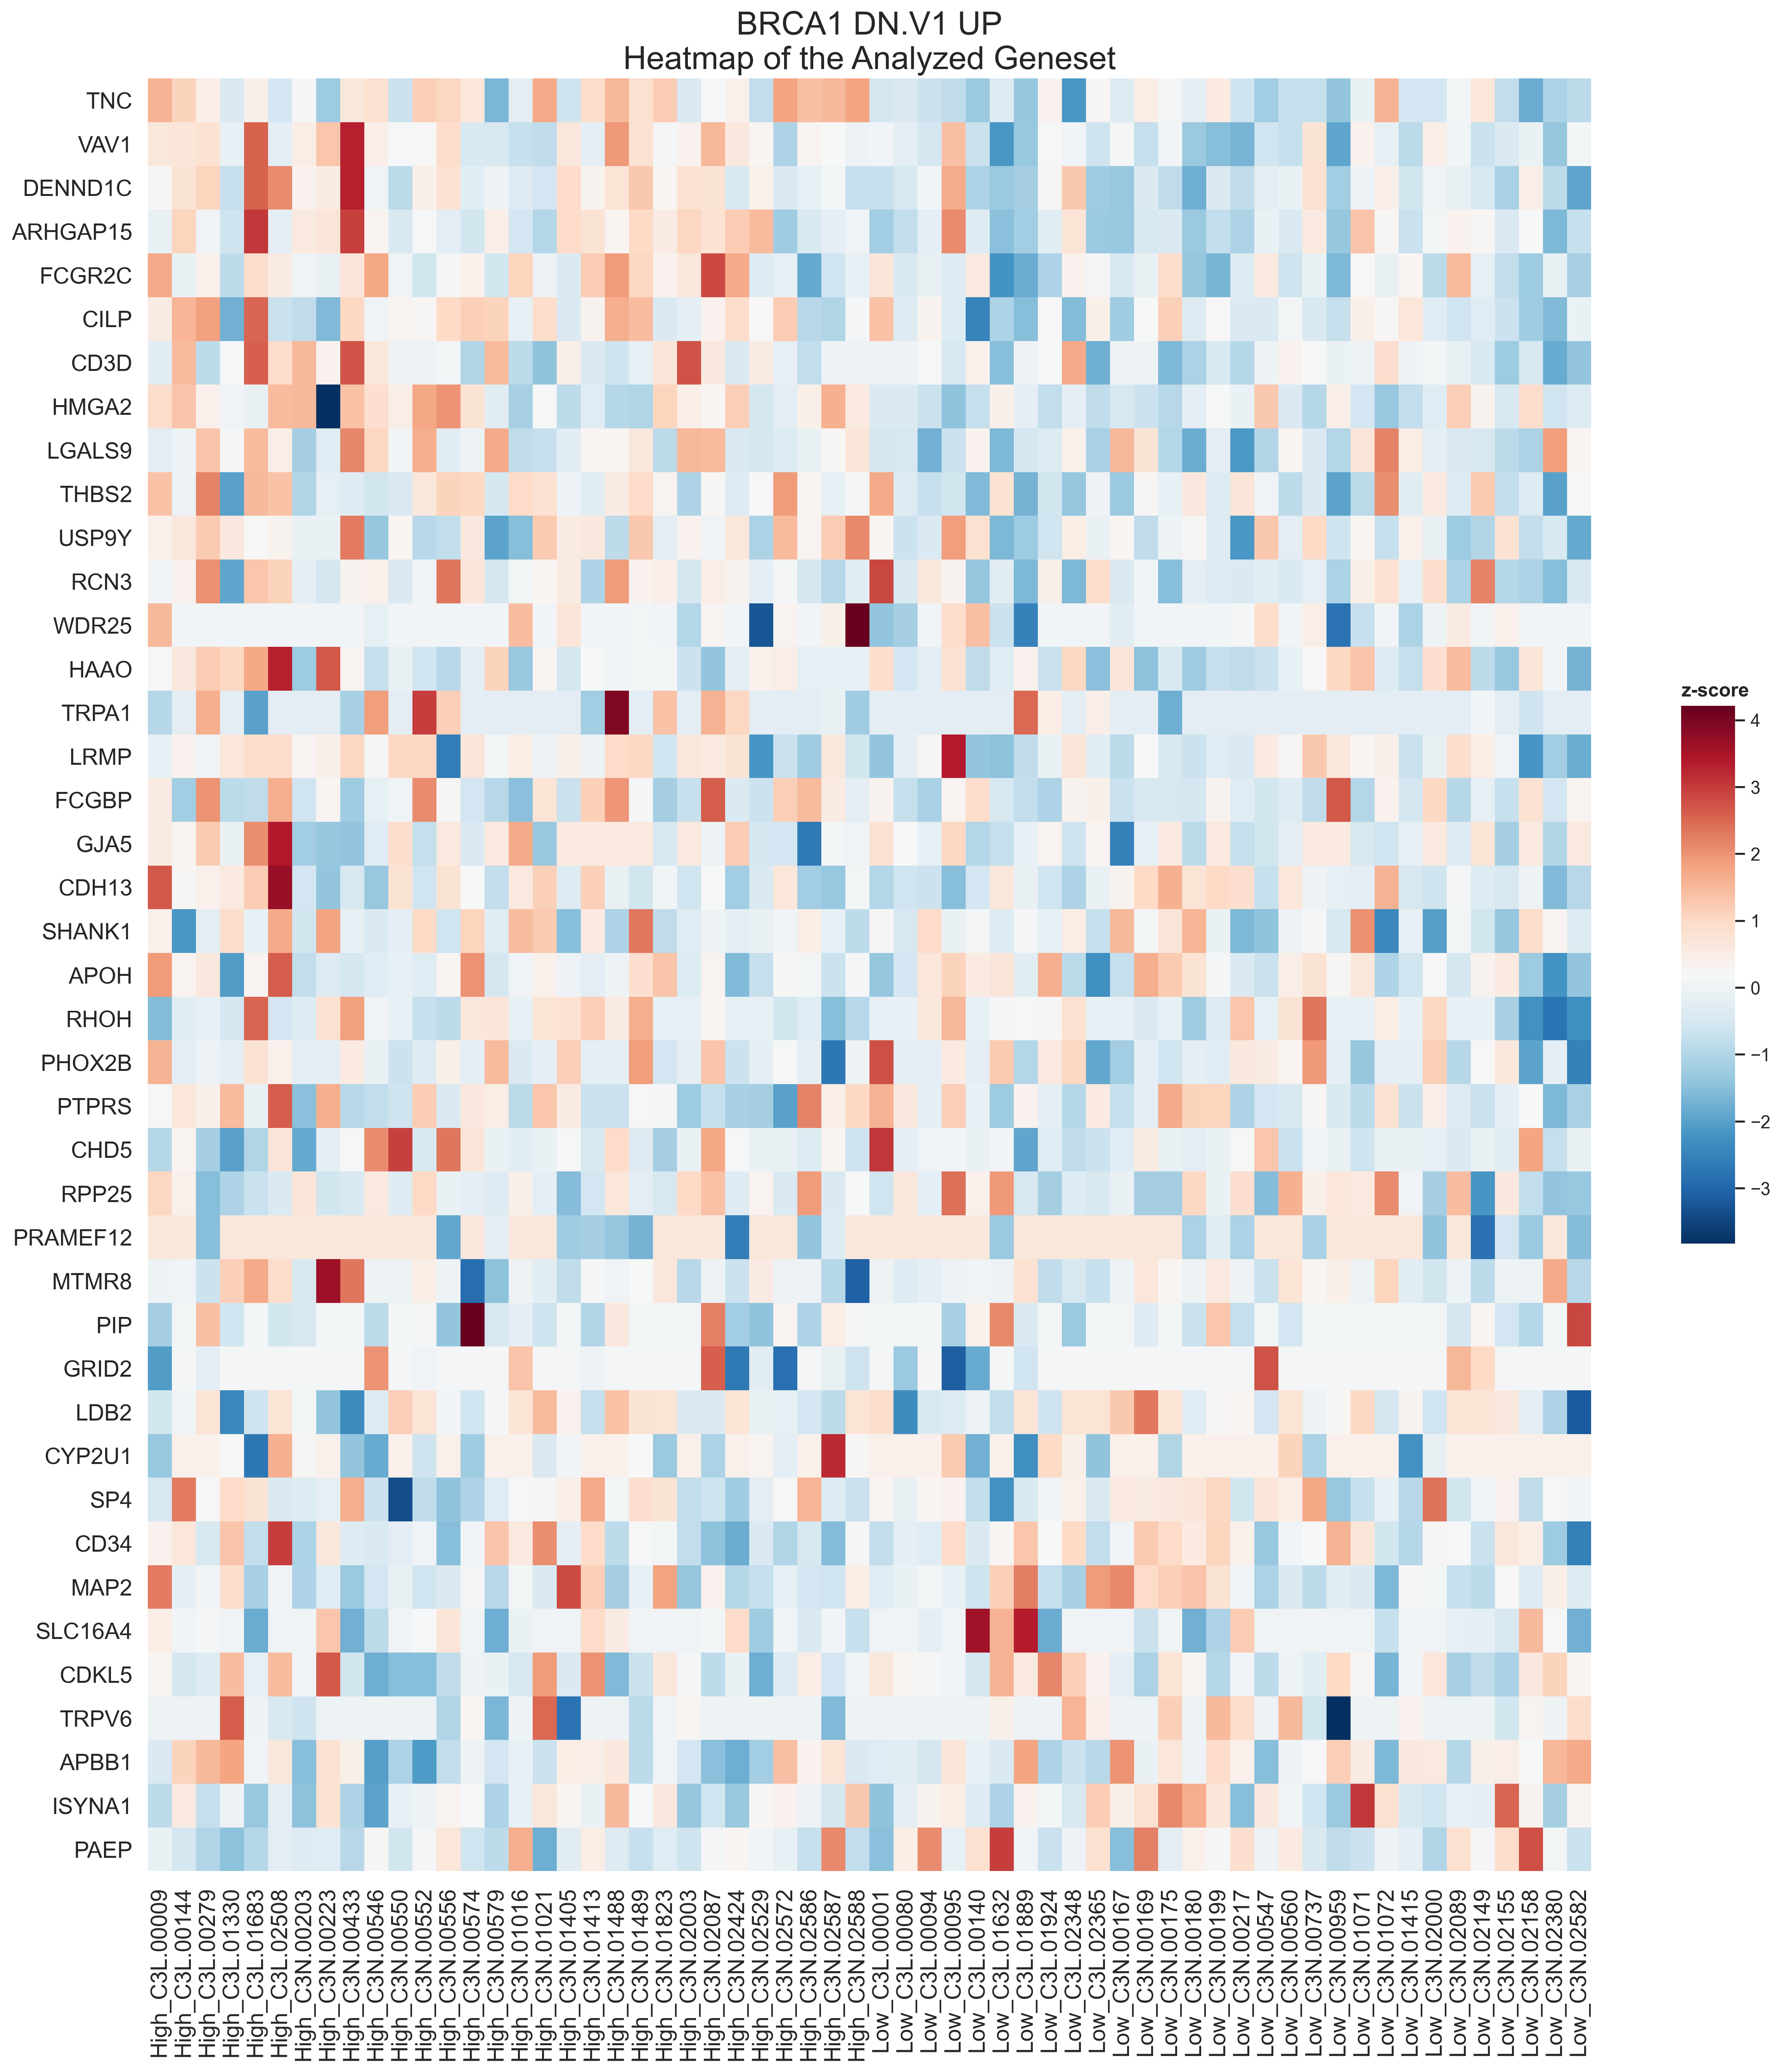 BRCA1 DN.V1 UP
Heatmap of the Analyzed Geneset
TNC
VAV1
DENND1C
ARHGAP15
FCGR2C
CILP
CD3D
HMGA2
LGALS9
THBS2
USP9Y
RCN3
WDR25
HAAO
TRPA1
LRMP
FCGBP
GJA5
CDH13
SHANK1
APOH
RHOH
PHOX2B
PTPRS
CHD5
RPP25
PRAMEF12
MTMR8
PIP
GRID2
LDB2
CYP2U1
SP4
CD34
MAP2
SLC16A4
CDKL5
TRPV6
APBB1
ISYNA1
PAEP
High_C3L.00009
High_C3L.00144
High_C3L.00279
High_C3L.01330
High_C3L.01683
High_C3L.02508
High_C3N.00203
High_C3N.00223
High_C3N.00433
High_C3N.00546
High_C3N.00550
High_C3N.00552
High_C3N.00556
High_C3N.00574
High_C3N.00579
High_C3N.01016
High_C3N.01021
High_C3N.01405
High_C3N.01413
High_C3N.01488
High_C3N.01489
High_C3N.01823
High_C3N.02003
High_C3N.02087
High_C3N.02424
High_C3N.02529
High_C3N.02572
High_C3N.02586
High_C3N.02587
High_C3N.02588
Low_C3L.00001
Low_C3L.00080
Low_C3L.00094
Low_C3L.00095
Low_C3L.00140
Low_C3L.01632
Low_C3L.01889
Low_C3L.01924
Low_C3L.02348
Low_C3L.02365
Low_C3N.00167
Low_C3N.00169
Low_C3N.00175
Low_C3N.00180
Low_C3N.00199
Low_C3N.00217
Low_C3N.00547
Low_C3N.00560
Low_C3N.00737
Low_C3N.00959
Low_C3N.01071
Low_C3N.01072
Low_C3N.01415
Low_C3N.02000
Low_C3N.02089
Low_C3N.02149
Low_C3N.02155
Low_C3N.02158
Low_C3N.02380
Low_C3N.02582
z-score
4
3
2
1
0
−1
−2
−3